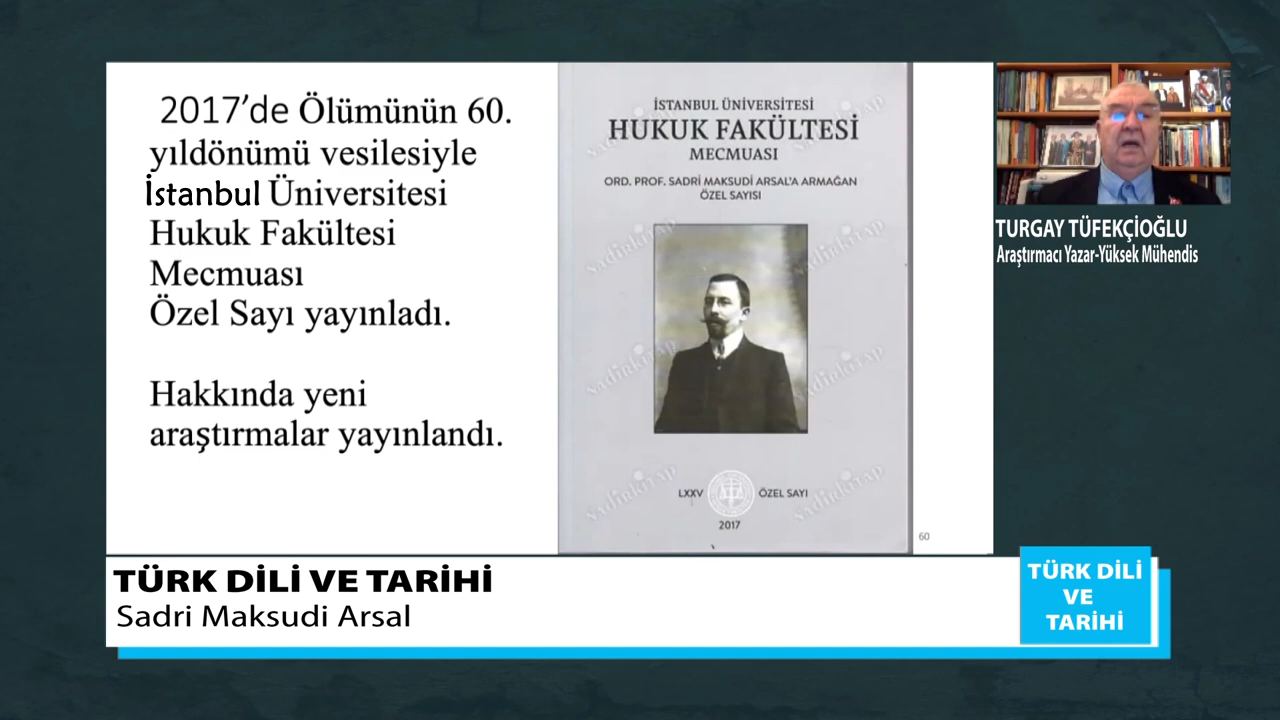 2017’de Ölümünün 60.
yıldönümü vesilesiyle
İstanbul Üniversitesi
Hukuk Fakültesi
Mecmuası
Özel Sayı yayınladı.
Hakkında yeni
araştırmalar yayınlandı.
İSTANBUL ÜNİVERSİTESİ
HUKUK FAKÜLTESİ
MECMUASI
ORD. PROF. SADRİ MAKSUDİ ARSAL'A ARMAĞAN
ÖZEL SAYISI
LXXV ÖZEL SAYI
2017
60
TURGAY TÜFEKÇİOĞLU
Araştırmacı Yazar-Yüksek Mühendis
TÜRK DİLİ VE TARİHİ
Sadri Maksudi Arsal
TÜRK DİLİ
VE
TARİHİ